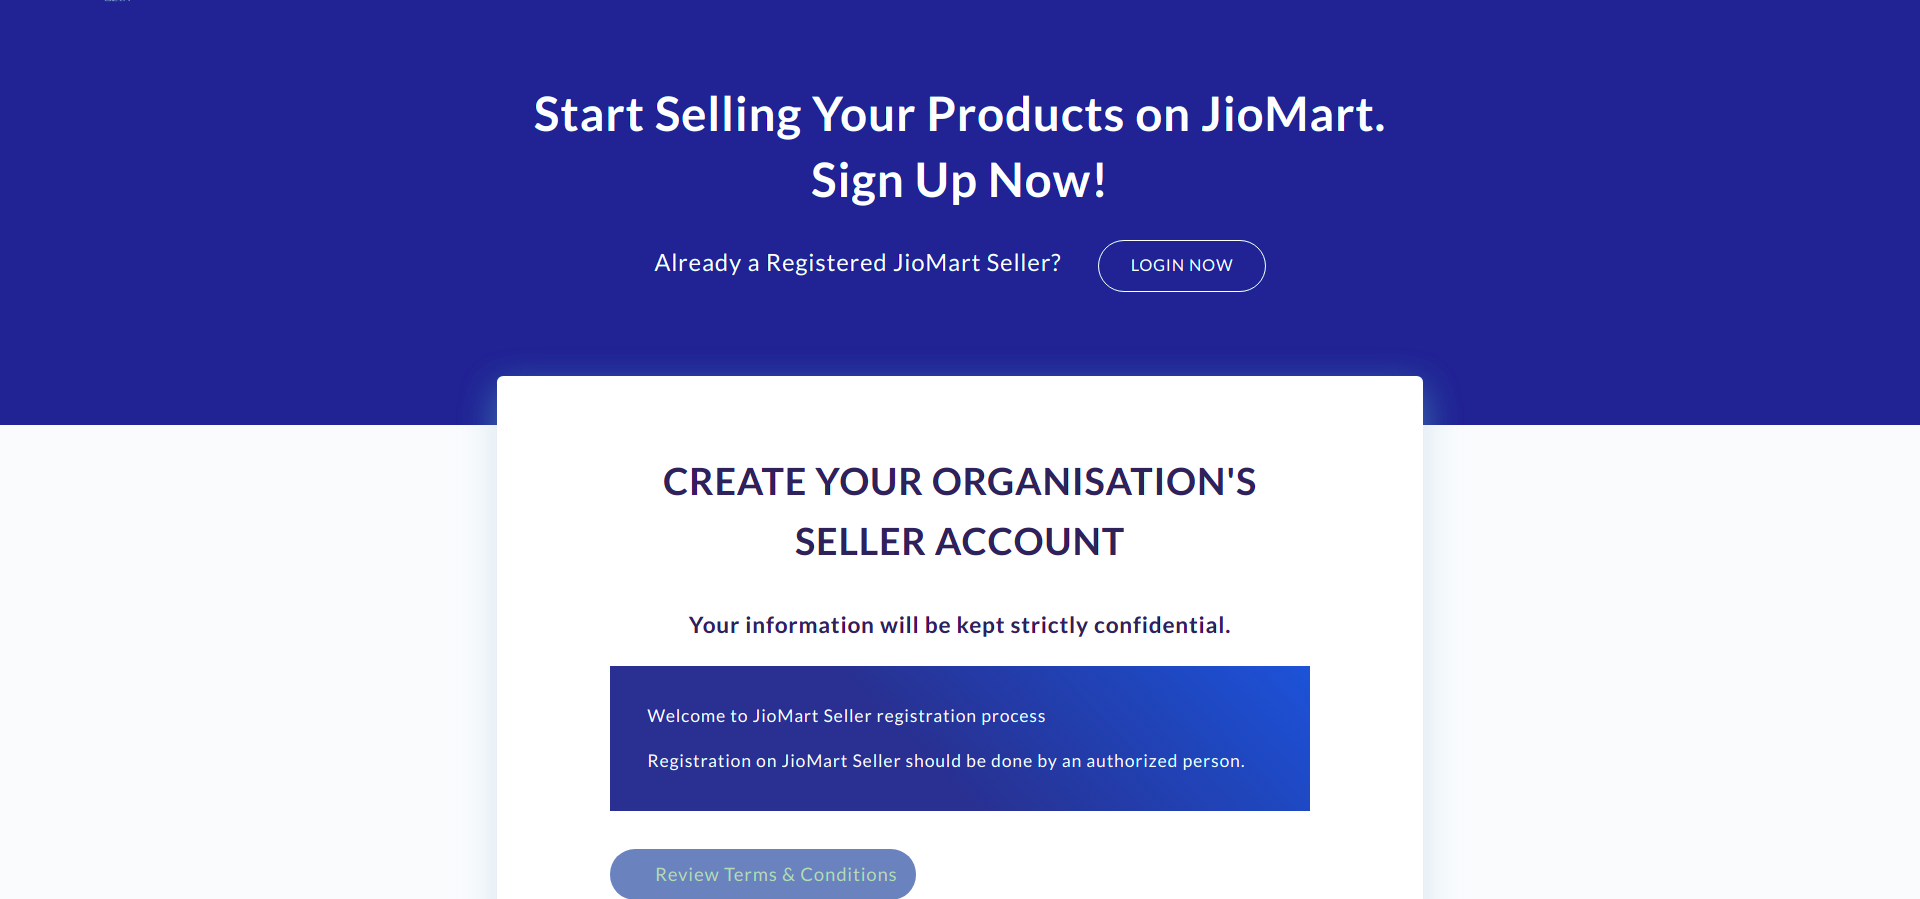 Start Selling Your Products on JioMart.
Sign Up Now!
Already a Registered JioMart Seller?
LOGIN NOW
CREATE YOUR ORGANISATION'S
SELLER ACCOUNT
Your information will be kept strictly confidential.
Welcome to JioMart Seller registration process
Registration on JioMart Seller should be done by an authorized person.
Review Terms & Conditions